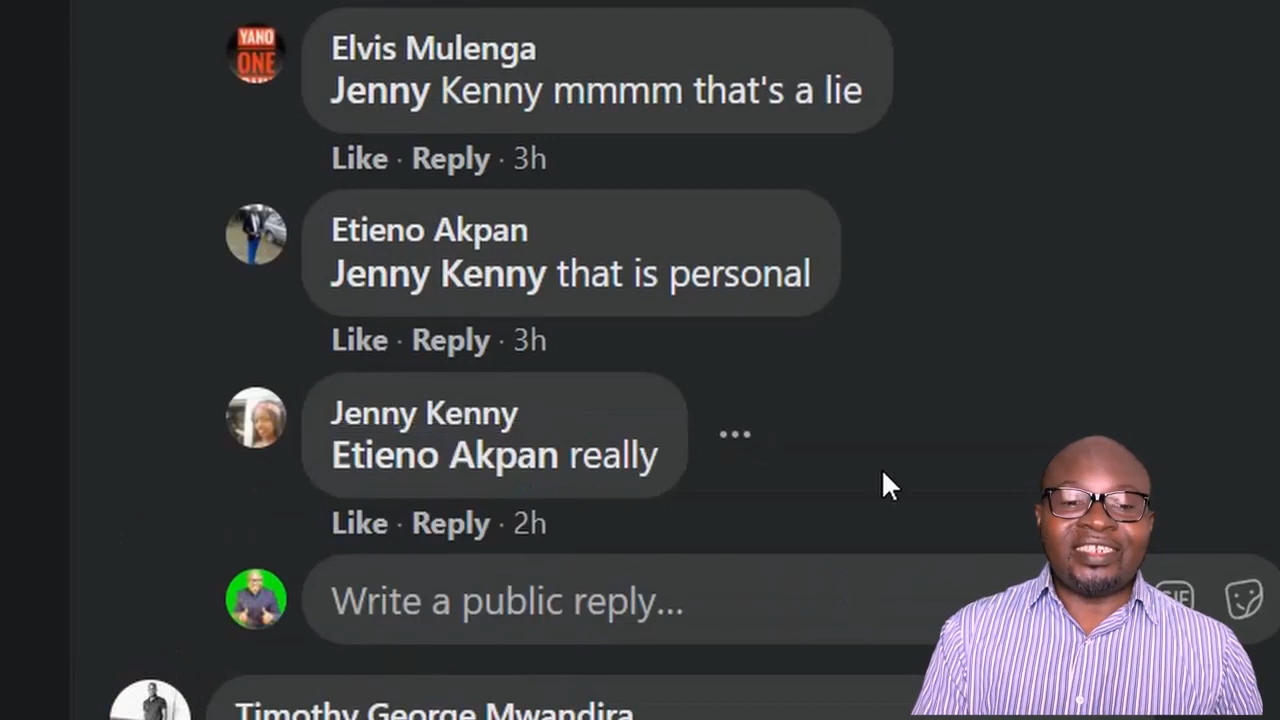 YANO
ONE
Elvis Mulenga
Jenny Kenny mmmm that's a lie
Like · Reply · 3h
Etieno Akpan
Jenny Kenny that is personal
Like · Reply · 3h
Jenny Kenny
Etieno Akpan really
Like · Reply · 2h
Write a public reply...
GIF
Timothy George Mwandira